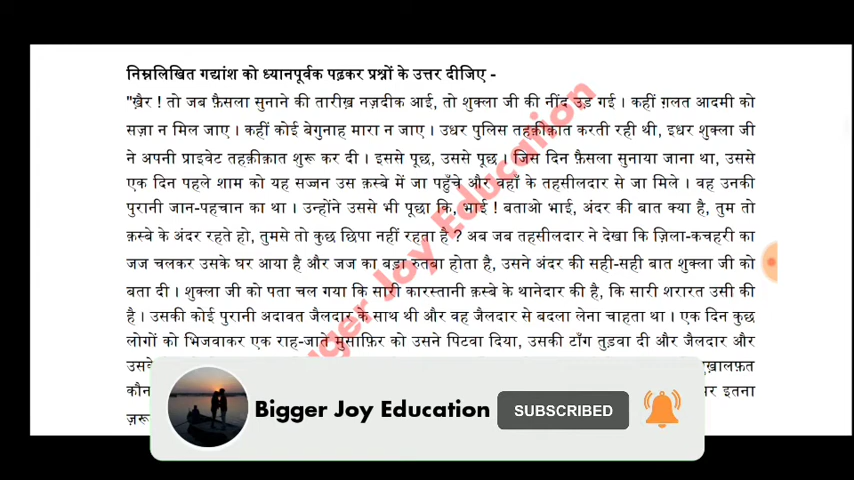 निम्नलिखित गद्यांश को ध्यानपूर्वक पढ़कर प्रश्नों के उत्तर दीजिए -
"ख़ैर ! तो जब फ़ैसला सुनाने की तारीख़ नज़दीक आई, तो शुक्ला जी की नींद उड़ गई । कहीं ग़लत आदमी को
सज़ा न मिल जाए । कहीं कोई बेगुनाह मारा न जाए । उधर पुलिस तहक़ीक़ात करती रही थी, इधर शुक्ला जी
ने अपनी प्राइवेट तहक़ीक़ात शुरू कर दी । इससे पूछ, उससे पूछ । जिस दिन फ़ैसला सुनाया जाना था, उससे
एक दिन पहले शाम को यह सज्जन उस क़स्बे में जा पहुँचे और वहाँ के तहसीलदार से जा मिले । वह उनकी
पुरानी जान-पहचान का था । उन्होंने उससे भी पूछा कि, भाई ! बताओ भाई, अंदर की बात क्या है, तुम तो
क़स्बे के अंदर रहते हो, तुमसे तो कुछ छिपा नहीं रहता है ? अब जब तहसीलदार ने देखा कि ज़िला-कचहरी का
जज चलकर उसके घर आया है और जज का बड़ा रुतबा होता है, उसने अंदर की सही-सही बात शुक्ला जी को
बता दी । शुक्ला जी को पता चल गया कि सारी कारस्तानी क़स्बे के थानेदार की है, कि सारी शरारत उसी की
है । उसकी कोई पुरानी अदावत जैलदार के साथ थी और वह जैलदार से बदला लेना चाहता था । एक दिन कुछ
लोगों को भिजवाकर एक राह-जाते मुसाफ़िर को उसने पिटवा दिया, उसकी टाँग तुड़वा दी और जैलदार और
उसके
कौन इतना
Bigger Joy Education
SUBSCRIBED
Bigger Joy Education